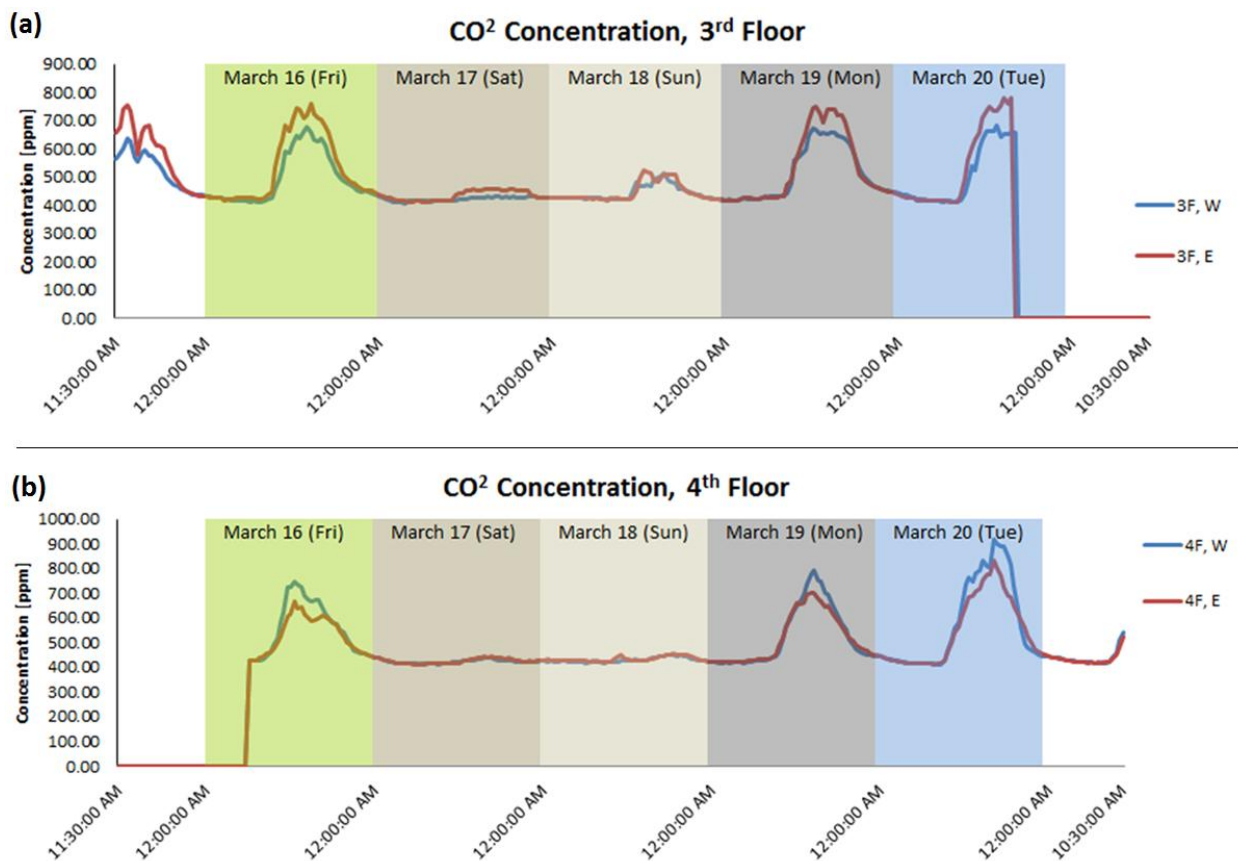 (a)
CO² Concentration, 3rd Floor
900.00
800.00
700.00
600.00
500.00
400.00
300.00
200.00
100.00
0.00
Concentration [ppm]
March 16 (Fri)
March 17 (Sat)
March 18 (Sun)
March 19 (Mon)
March 20 (Tue)
3F, W
3F, E
11:30:00 AM
12:00:00 AM
12:00:00 AM
12:00:00 AM
12:00:00 AM
12:00:00 AM
12:00:00 AM
10:30:00 AM
(b)
CO² Concentration, 4th Floor
1000.00
900.00
800.00
700.00
600.00
500.00
400.00
300.00
200.00
100.00
0.00
Concentration [ppm]
March 16 (Fri)
March 17 (Sat)
March 18 (Sun)
March 19 (Mon)
March 20 (Tue)
4F, W
4F, E
11:30:00 AM
12:00:00 AM
12:00:00 AM
12:00:00 AM
12:00:00 AM
12:00:00 AM
12:00:00 AM
10:30:00 AM